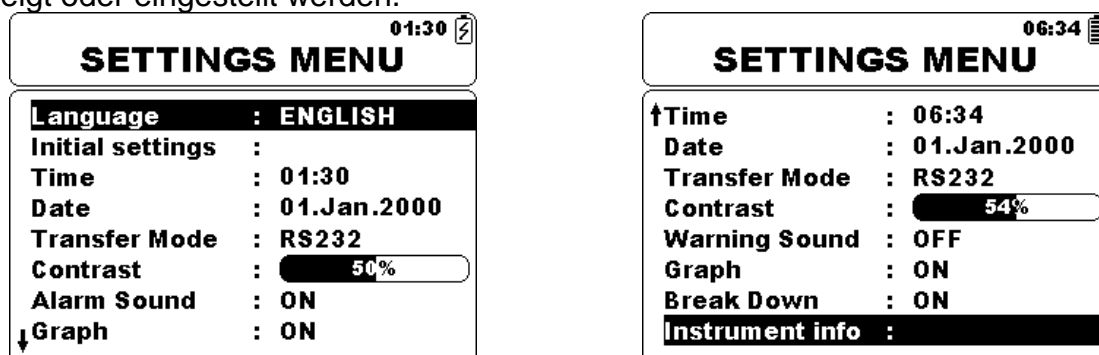 eigt oder eingestellt werden.
01:30
SETTINGS MENU
Language : ENGLISH
Initial settings :
Time : 01:30
Date : 01.Jan.2000
Transfer Mode : RS232
Contrast : 50%
Alarm Sound : ON
Graph : ON
06:34
SETTINGS MENU
Time : 06:34
Date : 01.Jan.2000
Transfer Mode : RS232
Contrast : 54%
Warning Sound : OFF
Graph : ON
Break Down : ON
Instrument info :